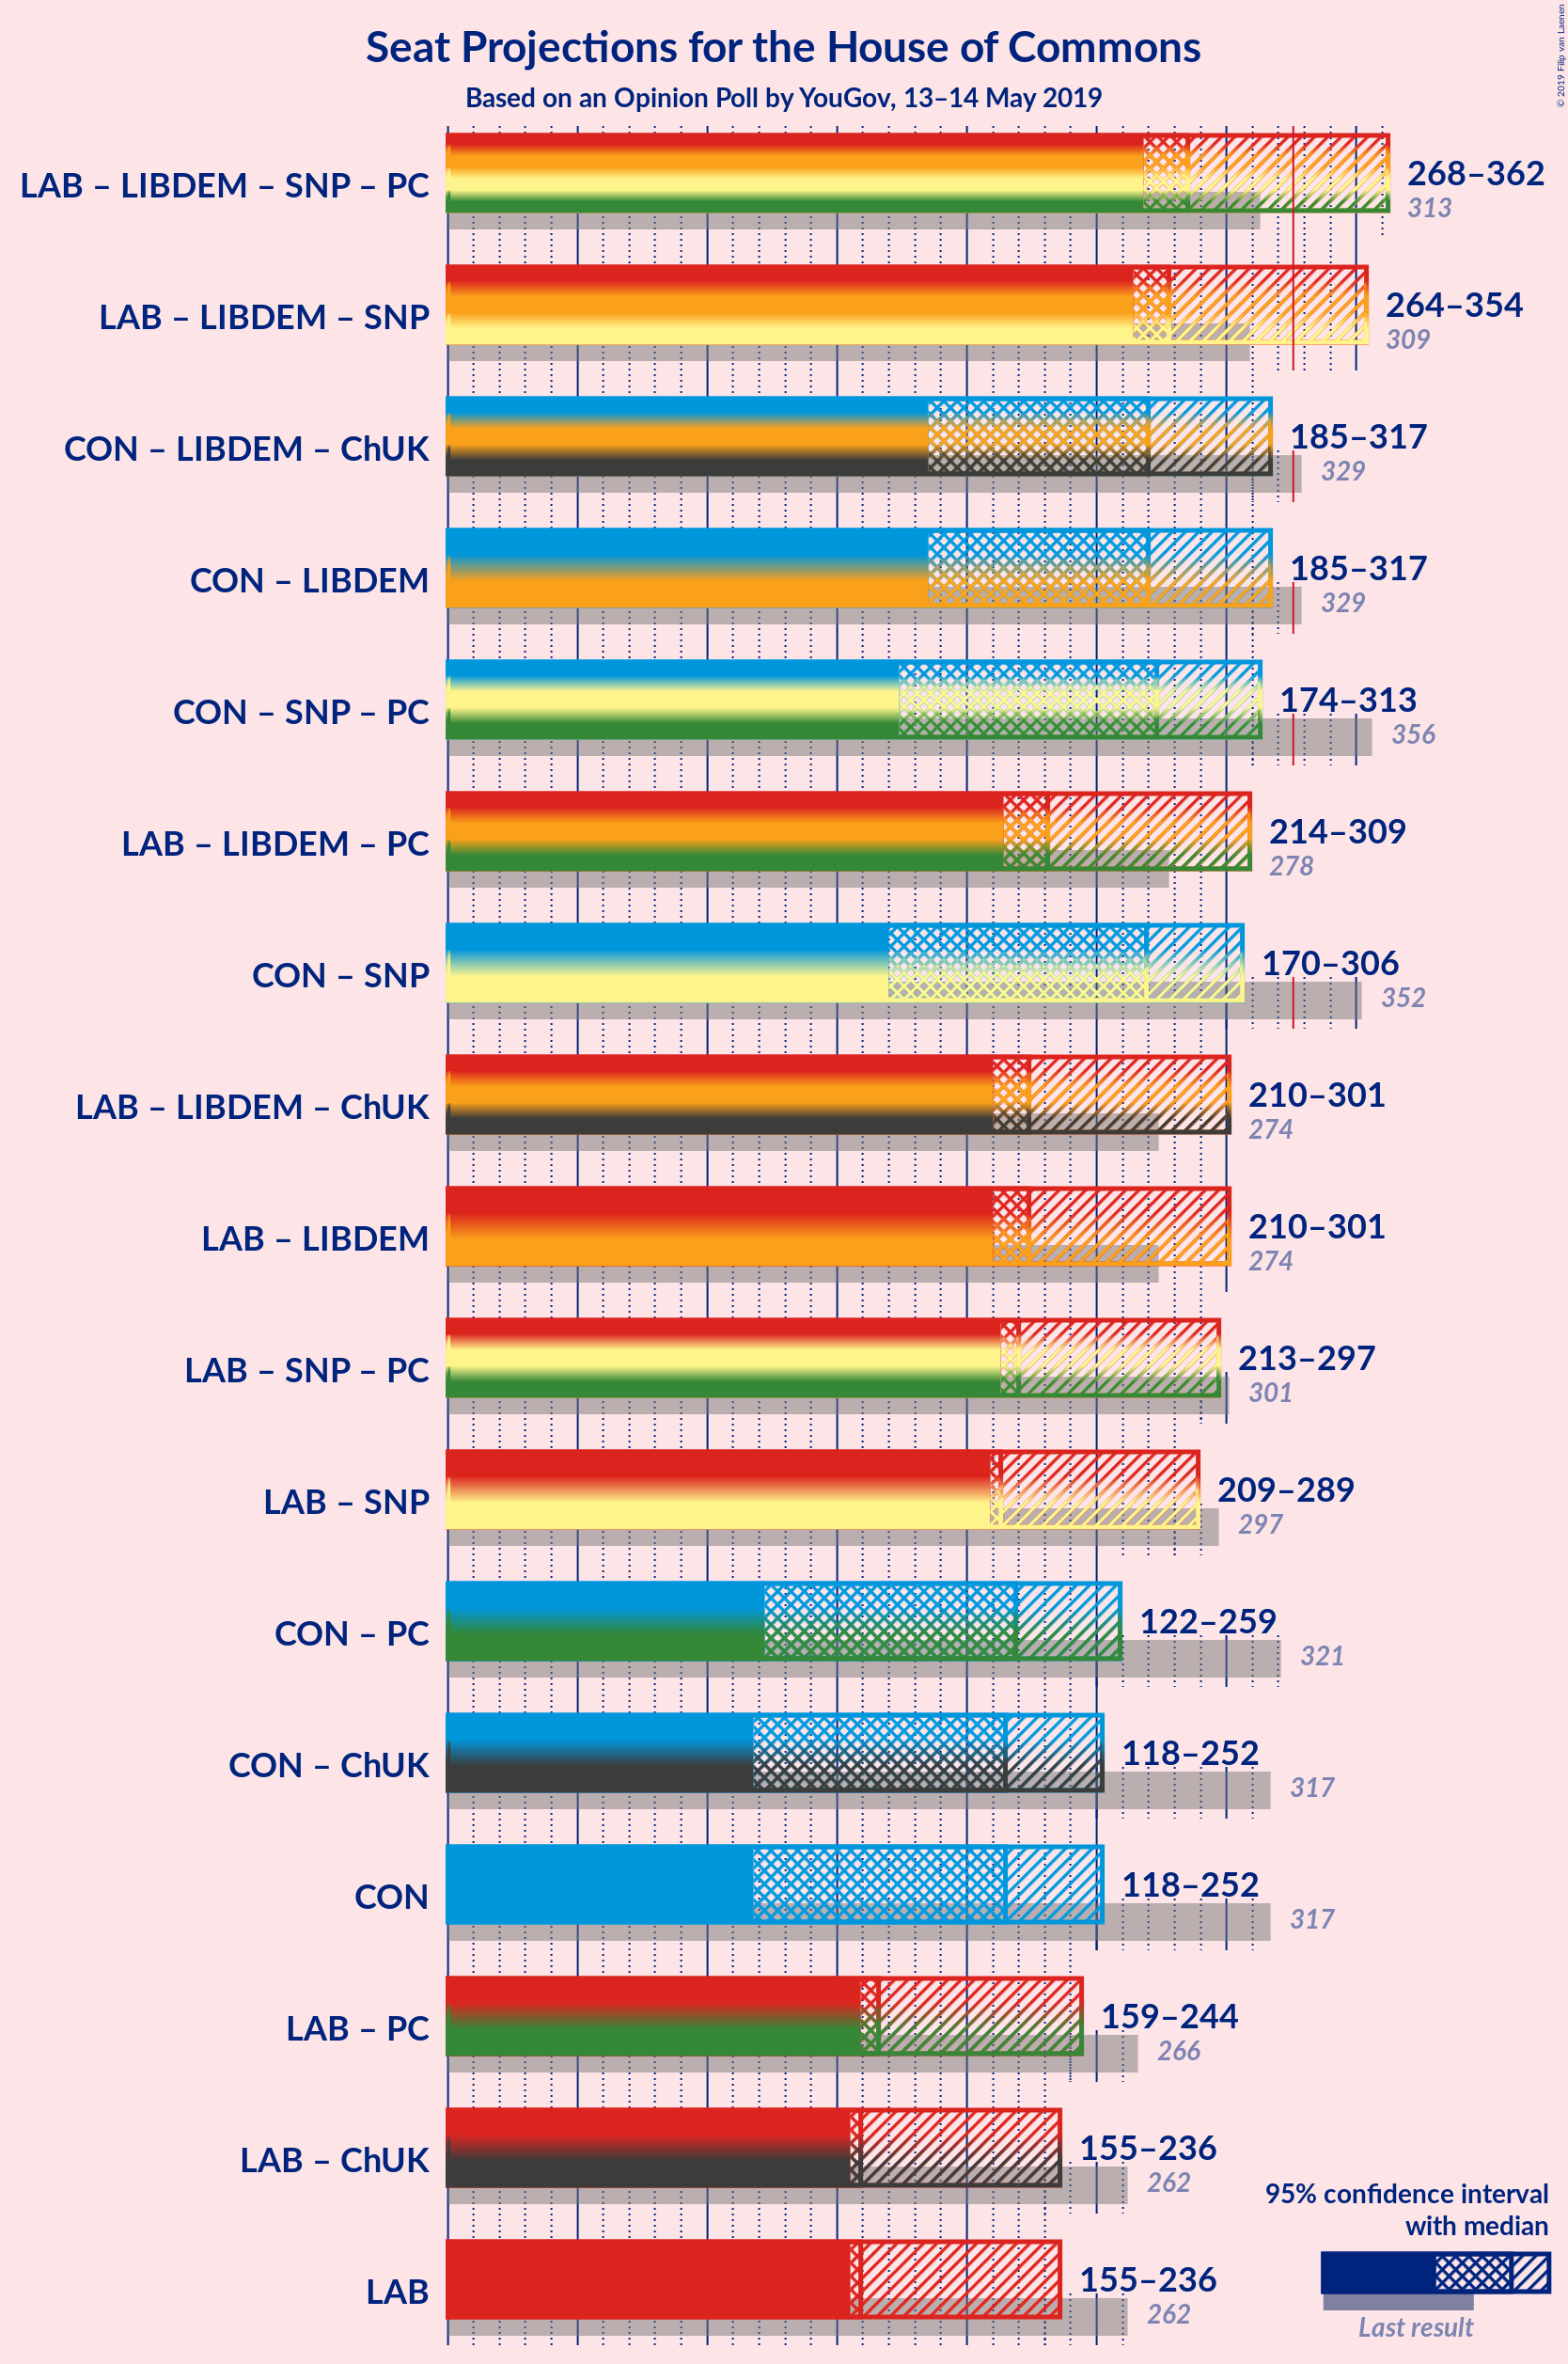 © 2019 Filip van Laenen
Seat Projections for the House of Commons
Based on an Opinion Poll by YouGov, 13–14 May 2019
LAB – LIBDEM – SNP – PC 268–362
313
LAB – LIBDEM – SNP 264–354
309
CON – LIBDEM – ChUK 185–317
329
CON – LIBDEM 185–317
329
CON – SNP – PC 174–313
356
LAB – LIBDEM – PC 214–309
278
CON – SNP 170–306
352
LAB – LIBDEM – ChUK 210–301
274
LAB – LIBDEM 210–301
274
LAB – SNP – PC 213–297
301
LAB – SNP 209–289
297
CON – PC 122–259
321
CON – ChUK 118–252
317
CON 118–252
317
LAB – PC 159–244
266
LAB – ChUK 155–236
262
LAB 155–236
262
95% confidence interval
with median
Last result